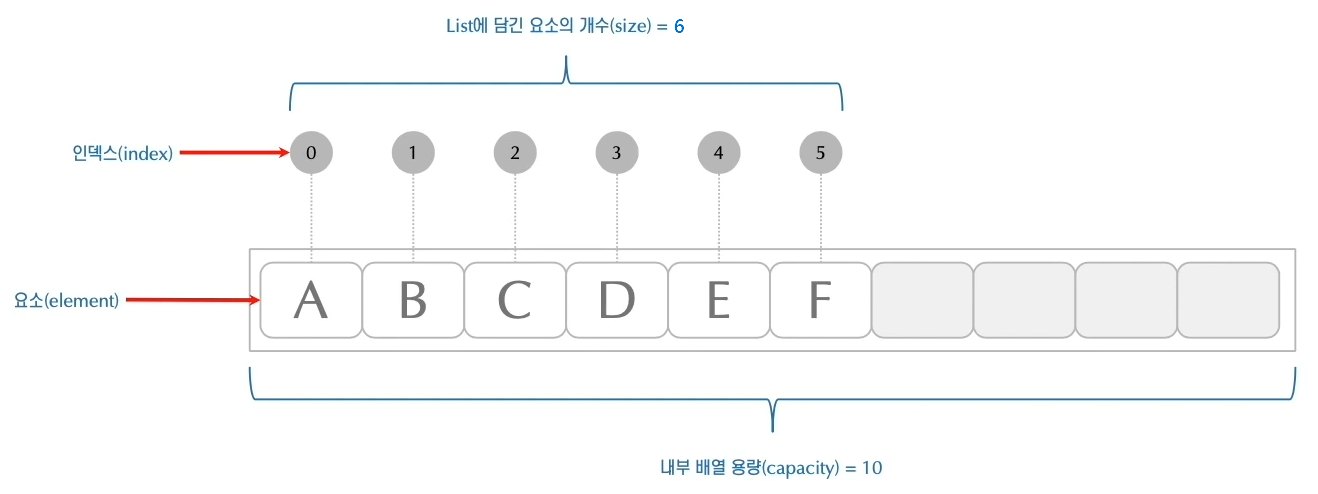 List에 담긴 요소의 개수(size) = 6
인덱스(index) 0 1 2 3 4 5
요소(element) A B C D E F
내부 배열 용량(capacity) = 10